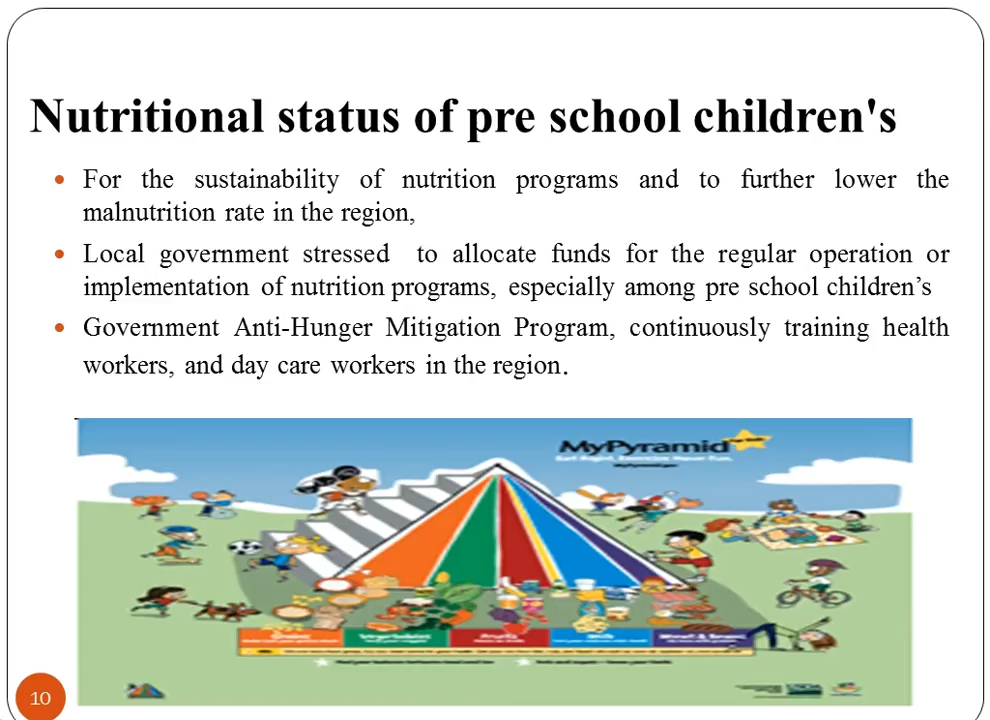 Nutritional status of pre school children's
For the sustainability of nutrition programs and to further lower the
malnutrition rate in the region,
Local government stressed to allocate funds for the regular operation or
implementation of nutrition programs, especially among pre school children’s
Government Anti-Hunger Mitigation Program, continuously training health
workers, and day care workers in the region.
MyPyramid
MyPyramid.gov
Grains Vegetables Fruits Milk Meat & Beans
10